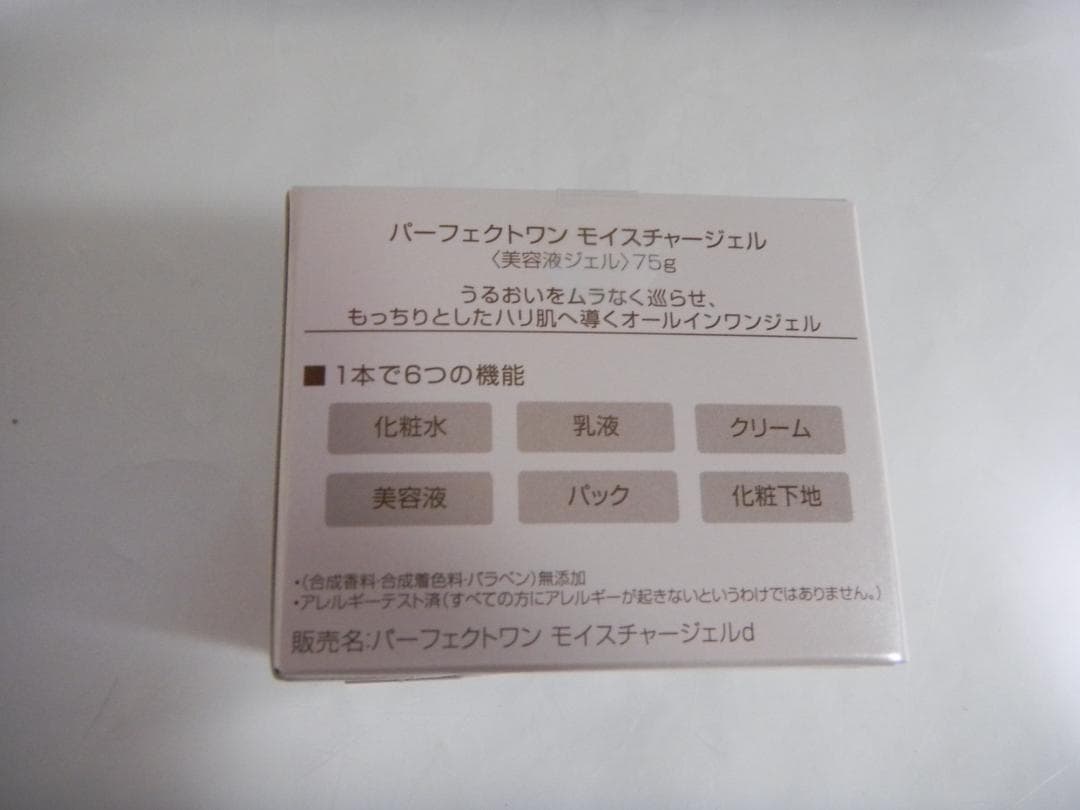 パーフェクトワン モイスチャージェル
〈美容液ジェル〉75g
うるおいをムラなく巡らせ、
もっちりとしたハリ肌へ導くオールインワンジェル
■ 1本で6つの機能
化粧水 乳液 クリーム
美容液 パック 化粧下地
・(合成香料・合成着色料・パラベン)無添加
・アレルギーテスト済(すべての方にアレルギーが起きないというわけではありません。)
販売名:パーフェクトワン モイスチャージェルd